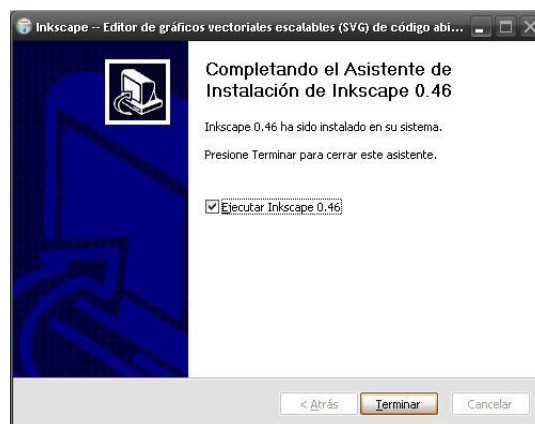 Inkscape -- Editor de gráficos vectoriales escalables (SVG) de código abi...
Completando el Asistente de
Instalación de Inkscape 0.46
Inkscape 0.46 ha sido instalado en su sistema.
Presione Terminar para cerrar este asistente.
Ejecutar Inkscape 0.46
< Atrás
Terminar
Cancelar